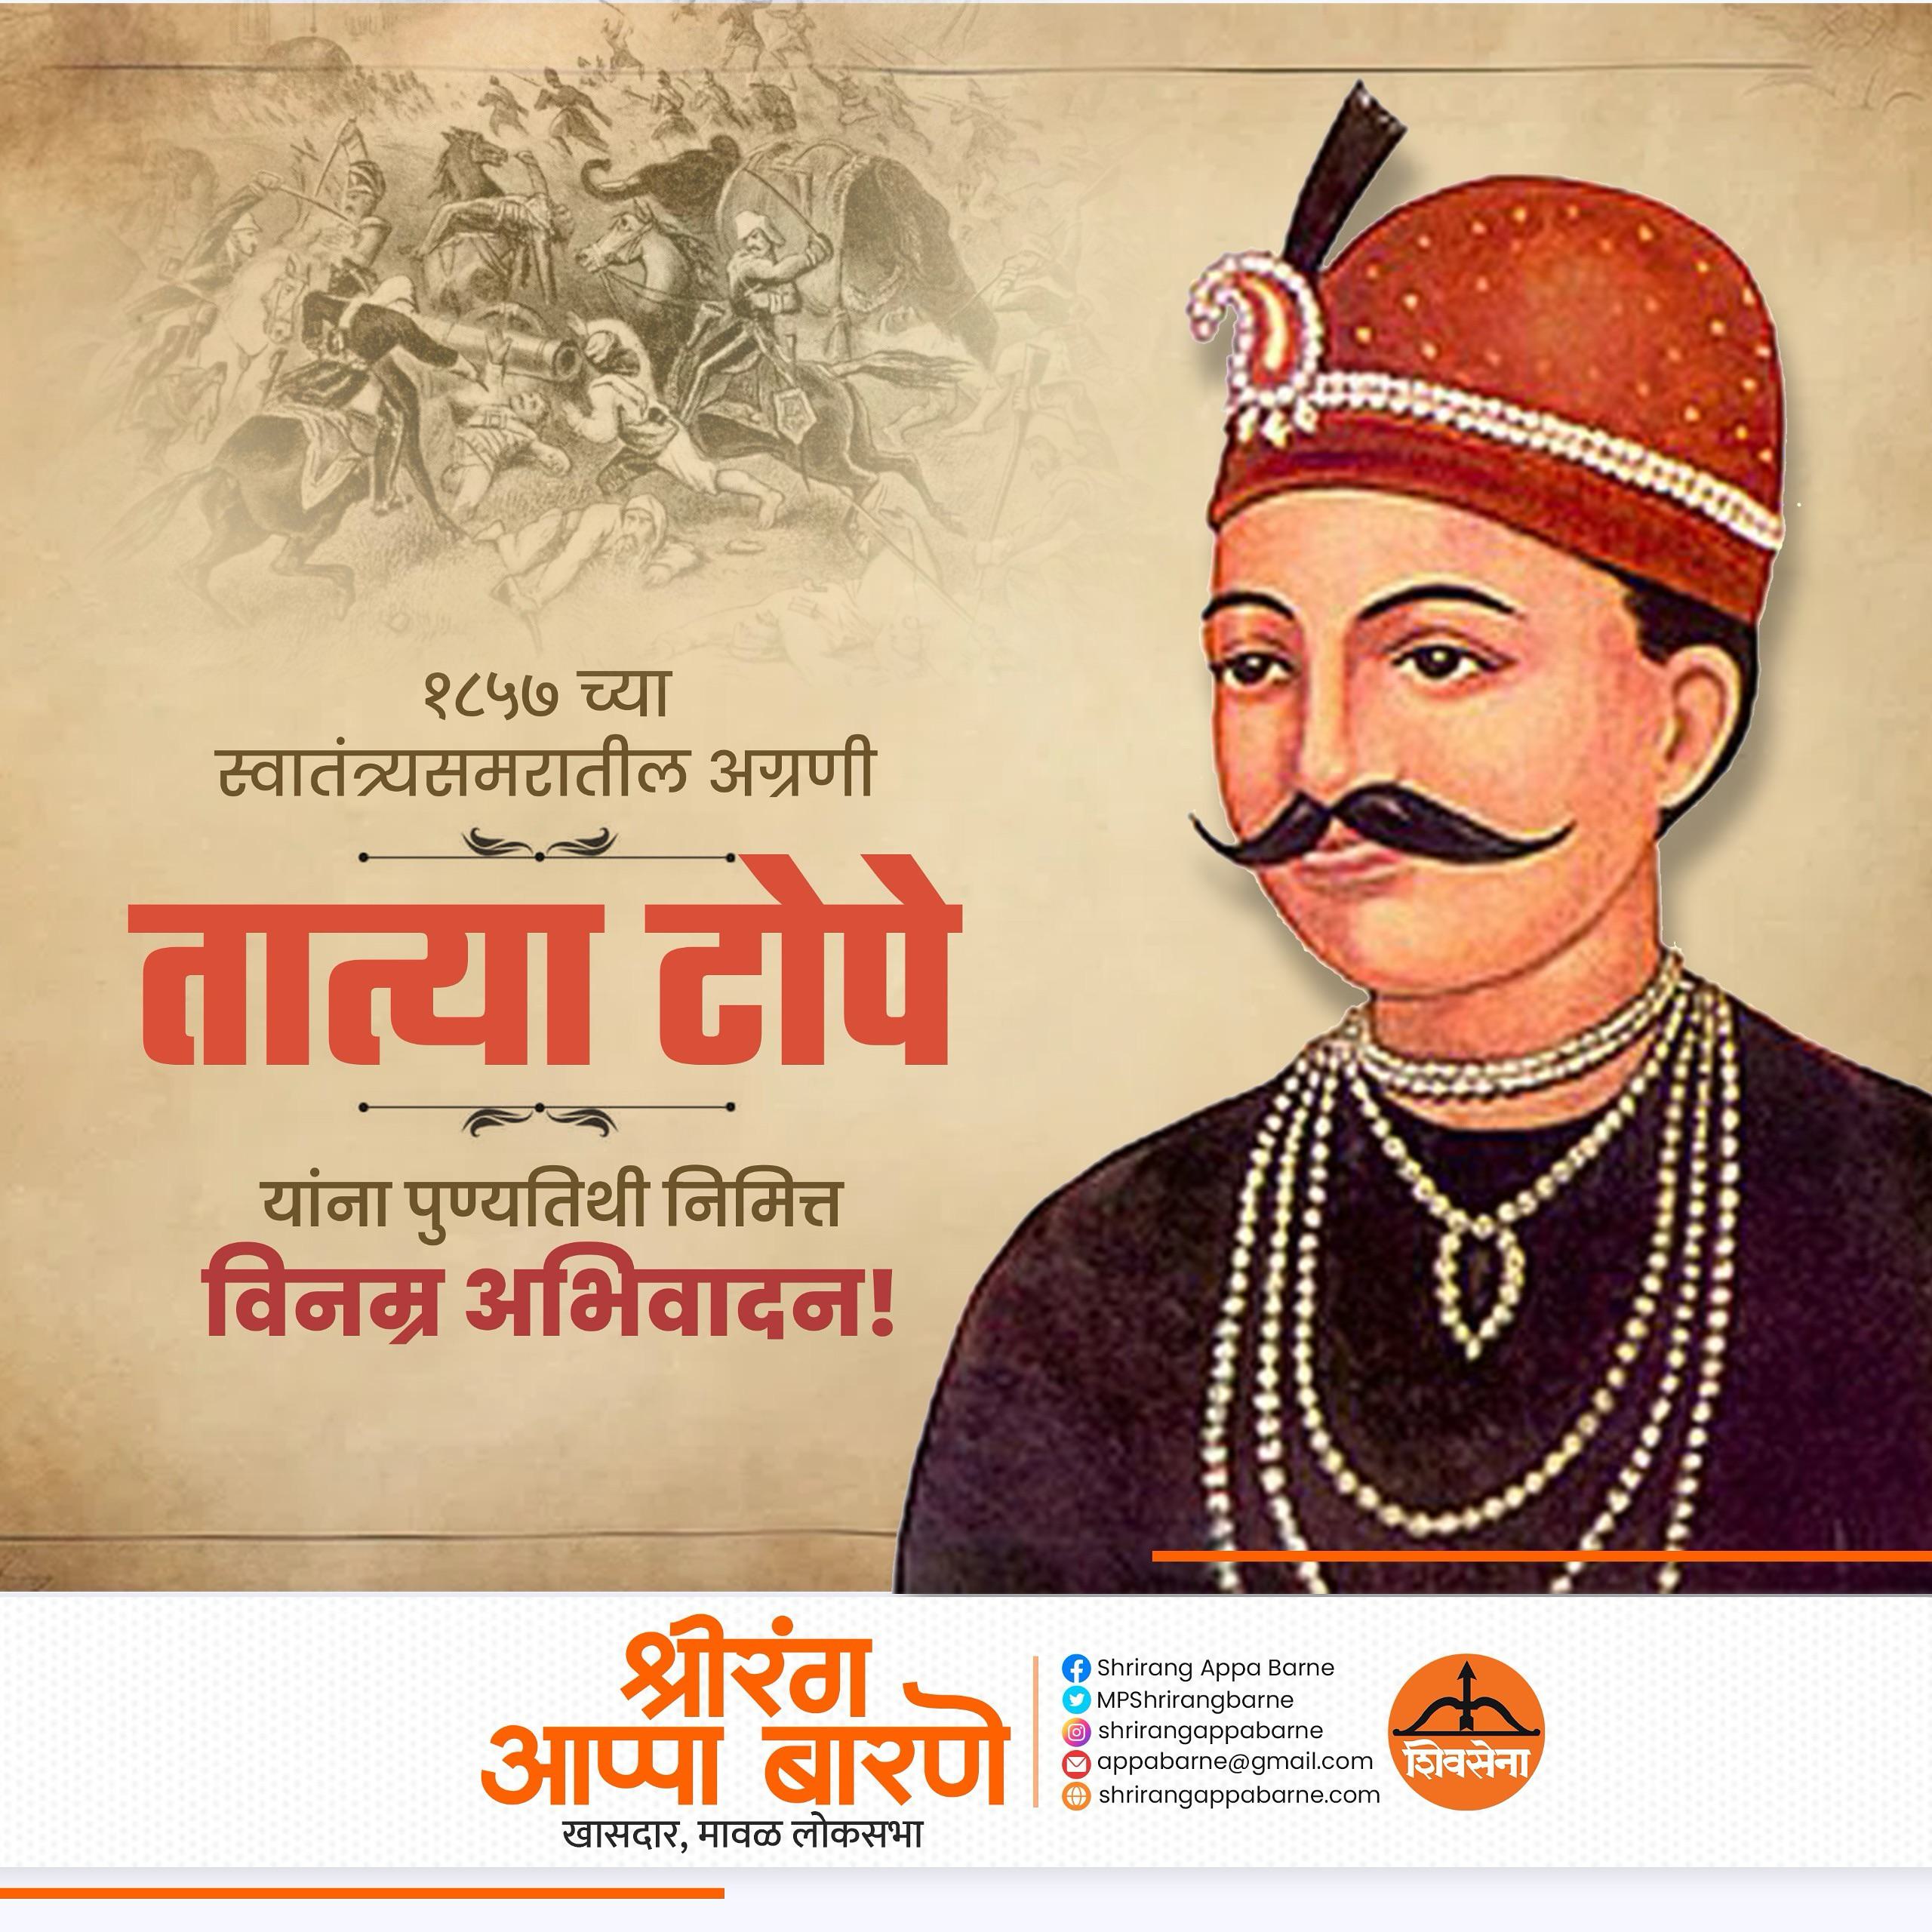 १८५७ च्या
स्वातंत्र्यसमरातील अग्रणी
तात्या टोपे
यांना पुण्यतिथी निमित्त
विनम्र अभिवादन!
श्रीरंग
आप्पा बारणे
खासदार, मावळ लोकसभा
Shrirang Appa Barne
MPShrirangbarne
shrirangappabarne
appabarne@gmail.com
shrirangappabarne.com
शिवसेना